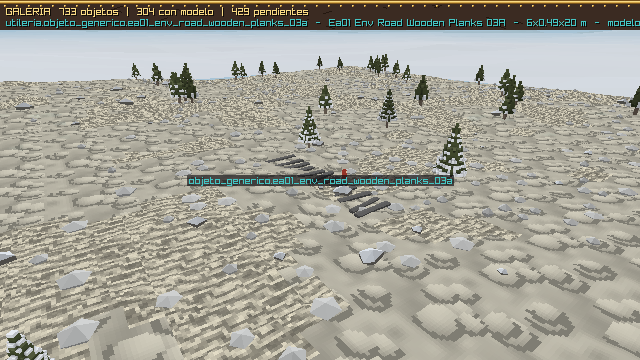 GALERIA 733 objetos | 304 con modelo | 429 pendientes
utileria.objeto_generico.ea01_env_road_wooden_planks_03a - Ea01 Env Road Wooden Planks 03A - 6x0.49x20 m - modelo
objeto_generico.ea01_env_road_wooden_planks_03a